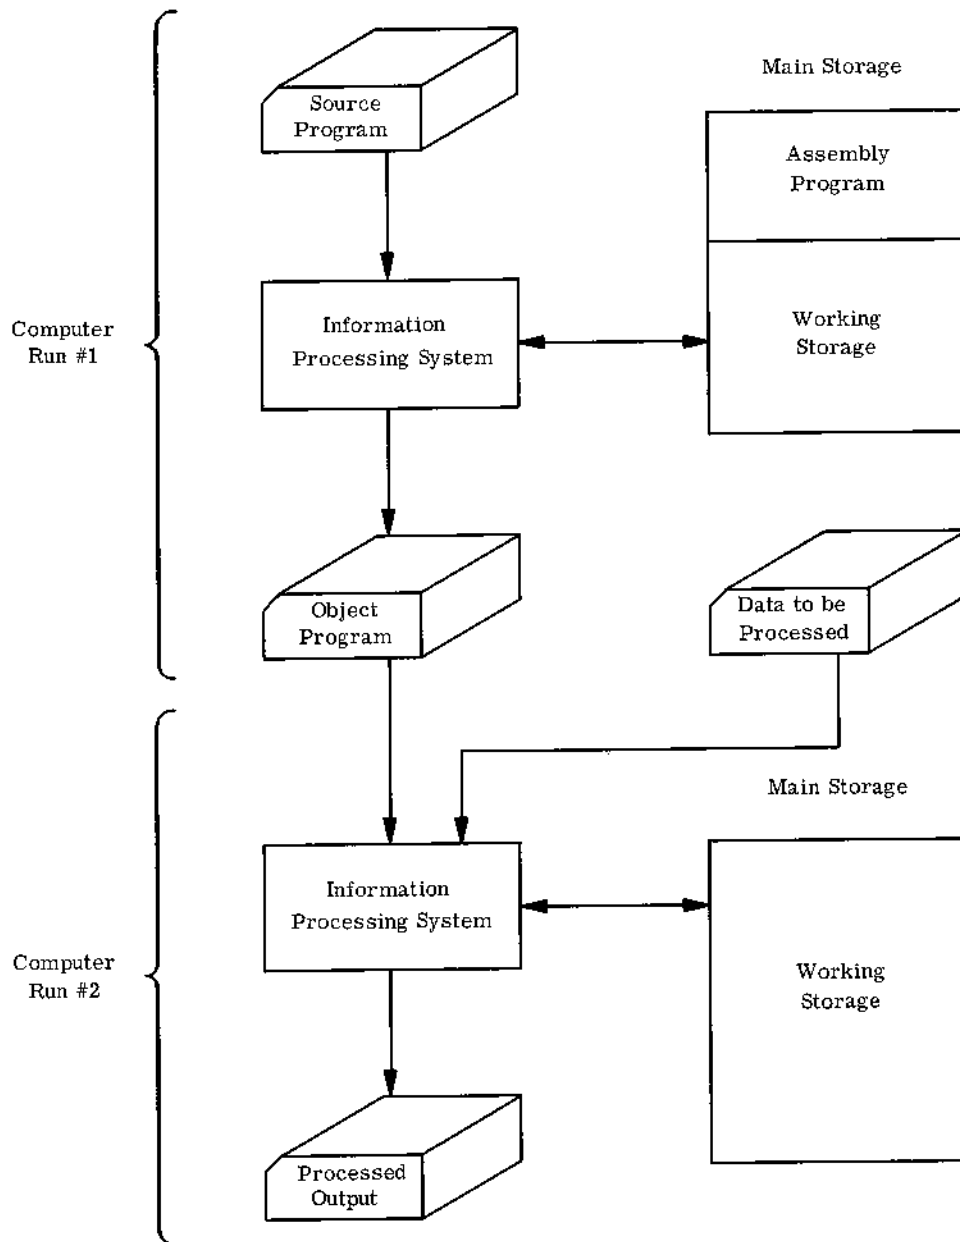 Source
Program
Main Storage
Assembly
Program
Computer
Run #1
Information
Processing System
Working
Storage
Object
Program
Data to be
Processed
Main Storage
Computer
Run #2
Information
Processing System
Working
Storage
Processed
Output